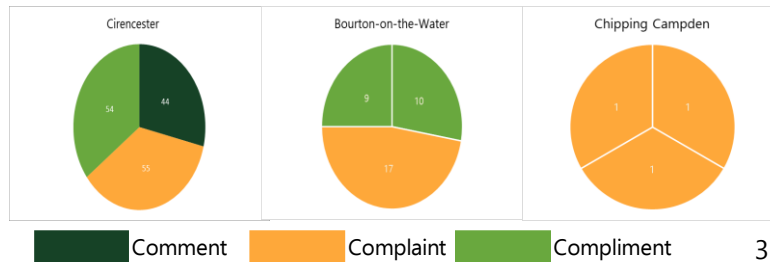 Cirencester
54
44
55
Bourton-on-the-Water
9
10
17
Chipping Campden
1
1
1
Comment
Complaint
Compliment
3